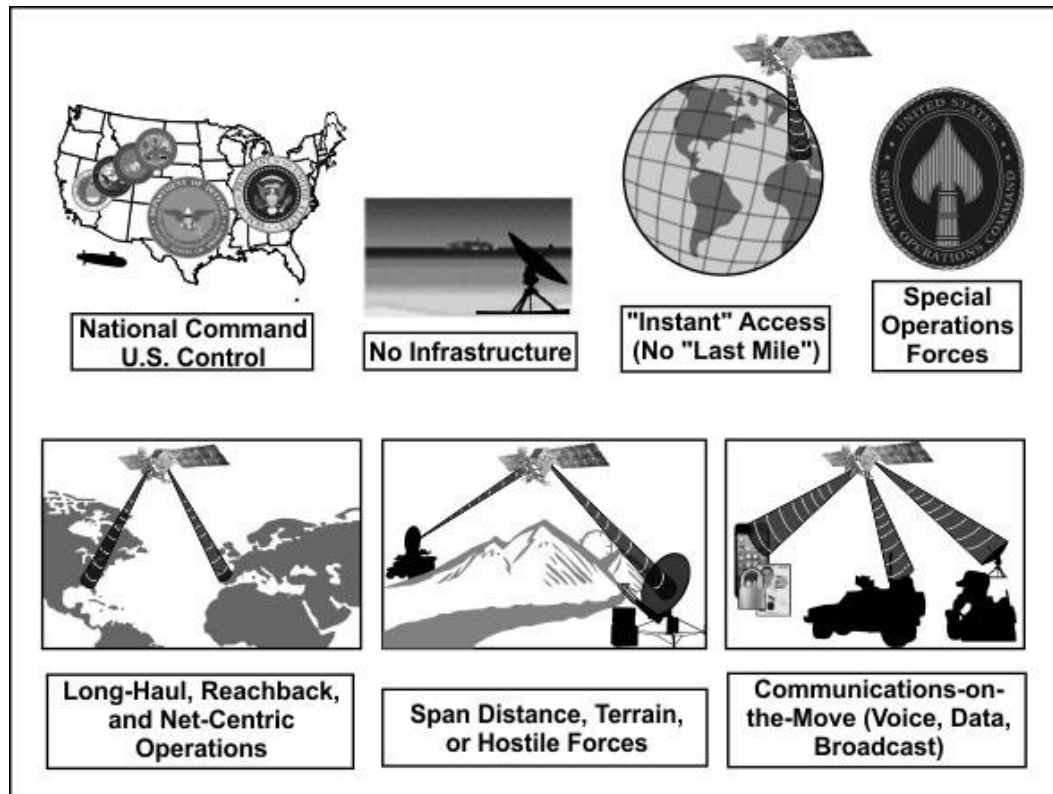 National Command
U.S. Control
No Infrastructure
"Instant" Access
(No "Last Mile")
UNITED STATES
SPECIAL OPERATIONS COMMAND
Special
Operations
Forces
Long-Haul, Reachback,
and Net-Centric
Operations
Span Distance, Terrain,
or Hostile Forces
Communications-on-
the-Move (Voice, Data,
Broadcast)